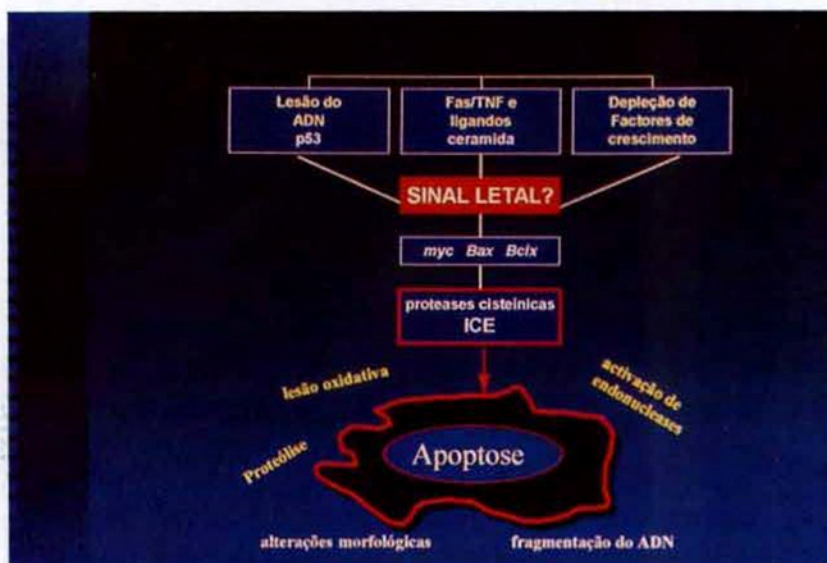 Lesão do
ADN
p53
Fas/TNF e
ligandos
ceramida
Depleção de
Factores de
crescimento
SINAL LETAL?
myc Bax Bclx
proteases cisteínicas
ICE
lesão oxidativa
activação de
endonucleases
Proteólise
Apoptose
alterações morfológicas
fragmentação do ADN